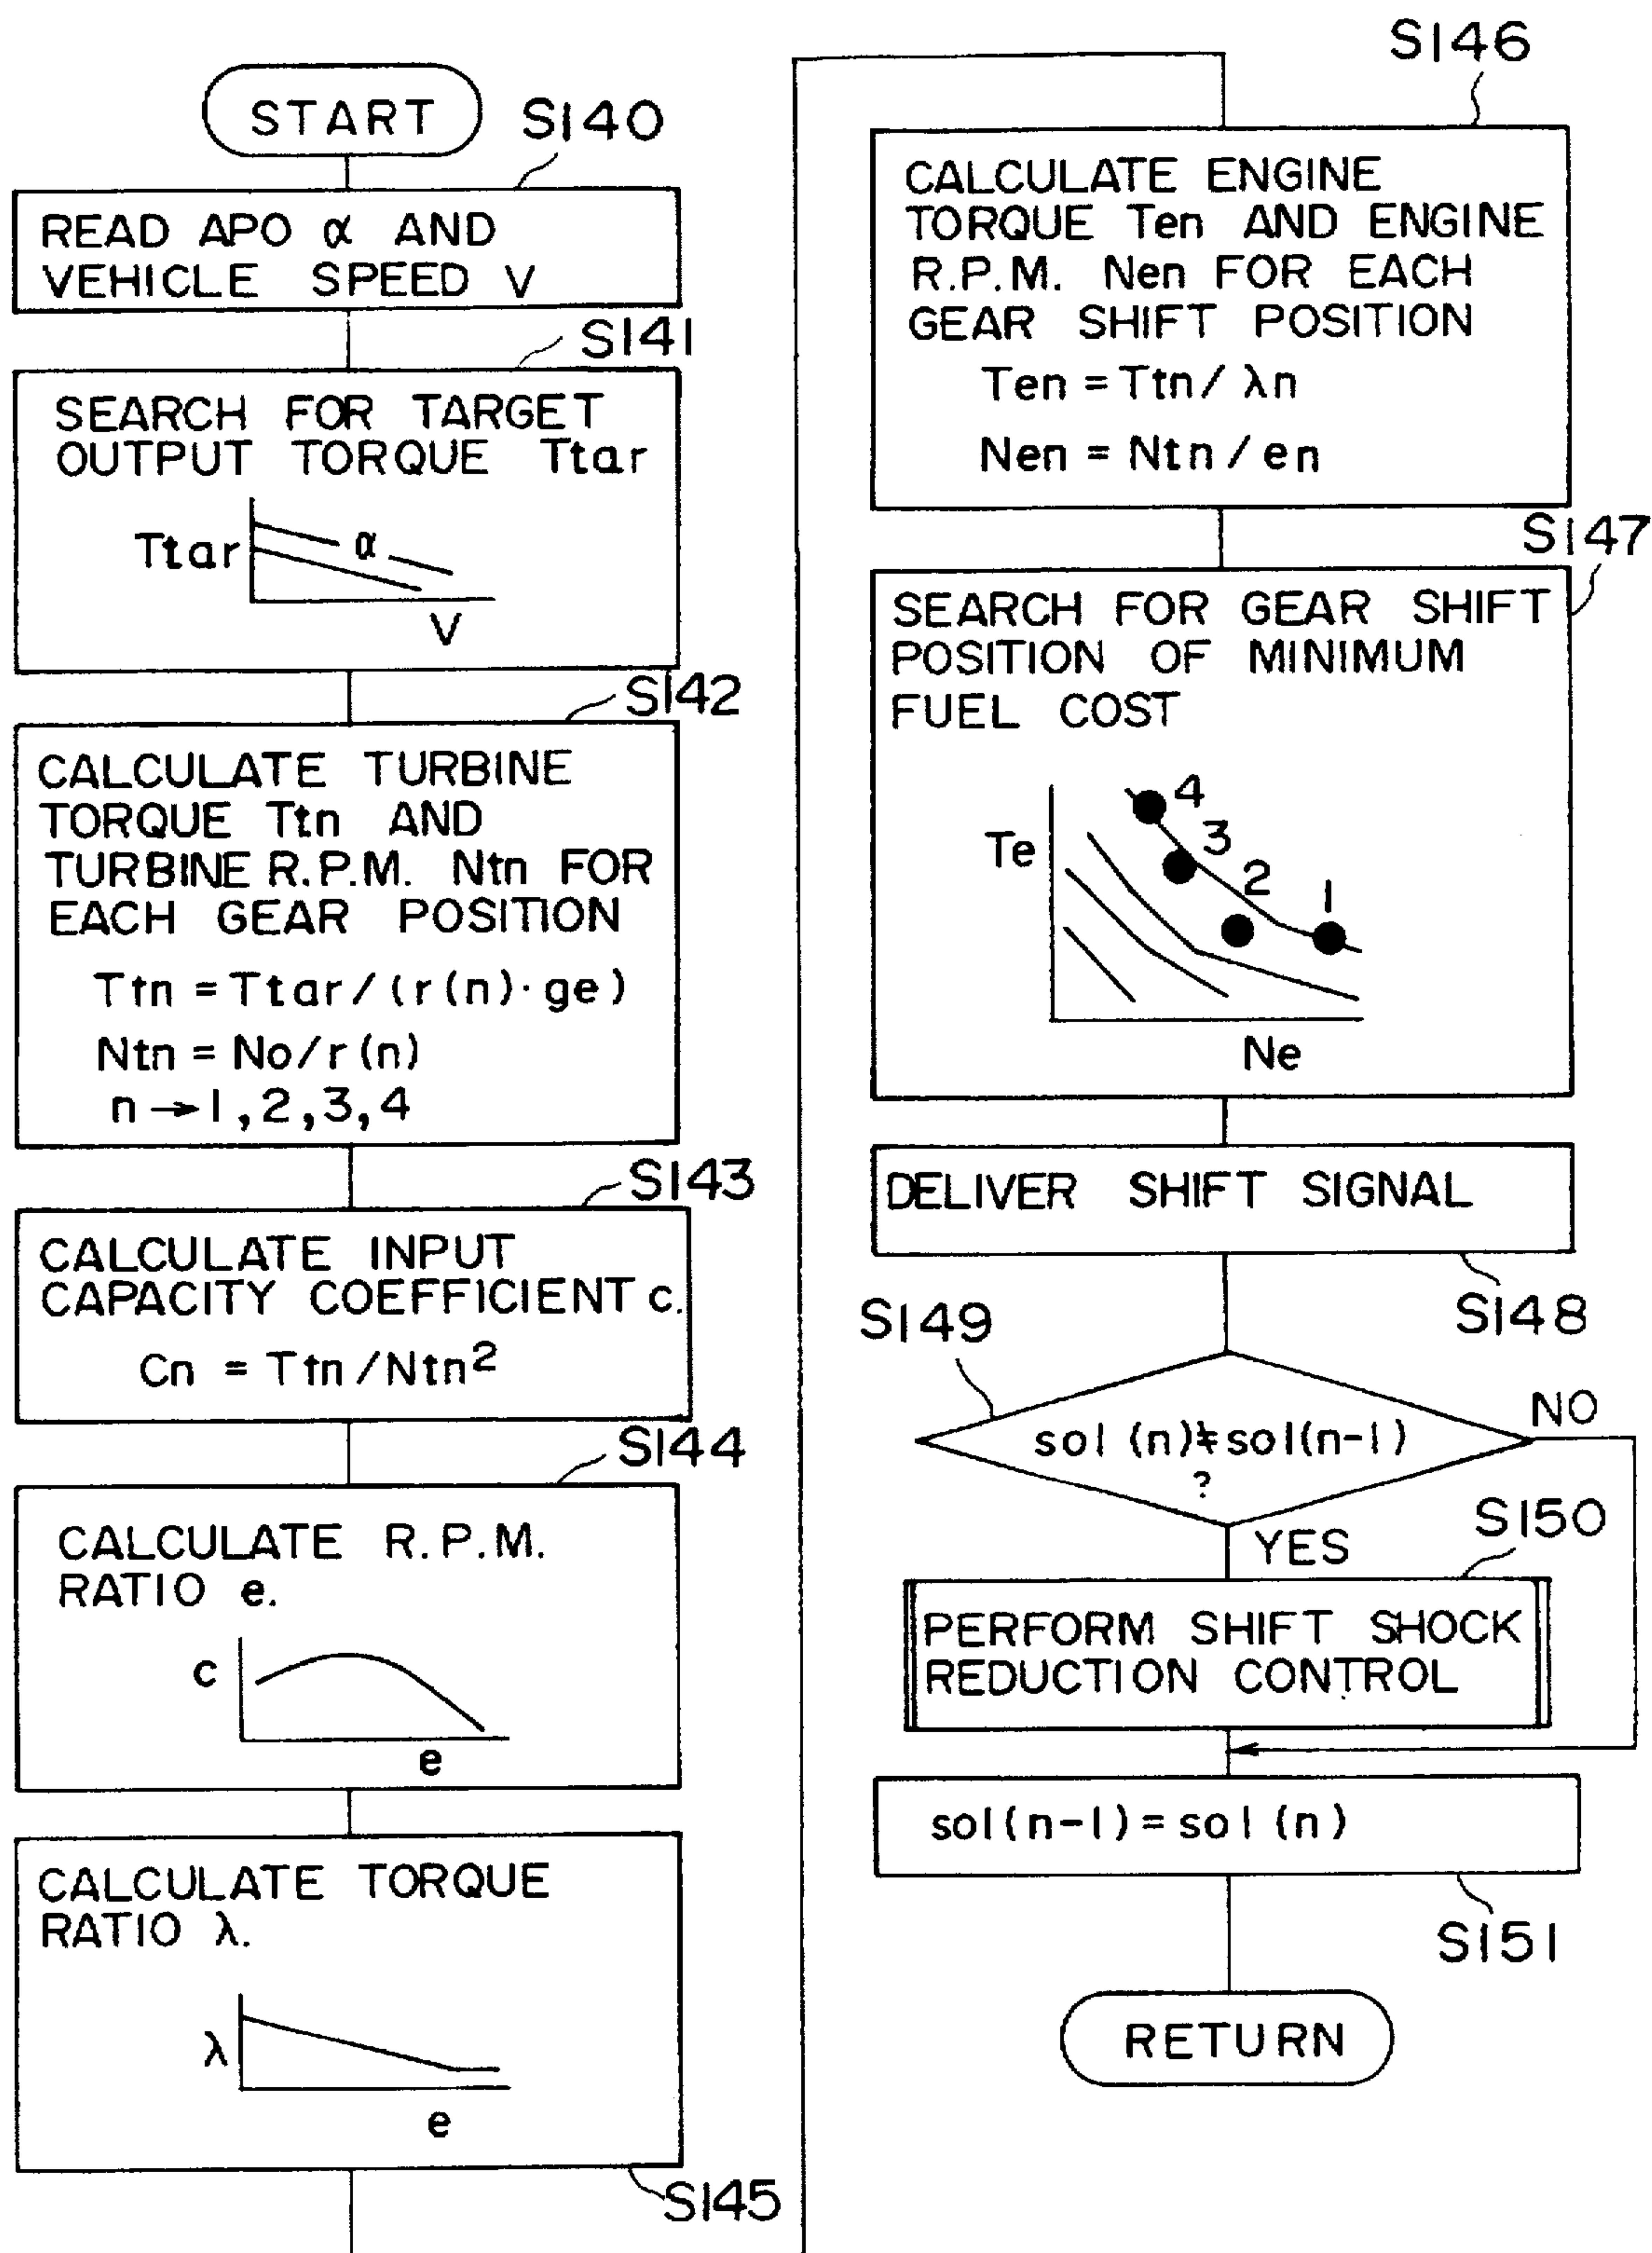 START
S140
READ APO α AND
VEHICLE SPEED V
S141
SEARCH FOR TARGET
OUTPUT TORQUE Ttar
Ttar
α
V
S142
CALCULATE TURBINE
TORQUE Ttn AND
TURBINE R.P.M. Ntn FOR
EACH GEAR POSITION
Ttn = Ttar/(r(n)·ge)
Ntn = No/r(n)
n→1,2,3,4
S143
CALCULATE INPUT
CAPACITY COEFFICIENT c.
Cn = Ttn/Ntn²
S144
CALCULATE R.P.M.
RATIO e.
c
e
CALCULATE TORQUE
RATIO λ.
λ
e
S145
S146
CALCULATE ENGINE
TORQUE Ten AND ENGINE
R.P.M. Nen FOR EACH
GEAR SHIFT POSITION
Ten = Ttn/λn
Nen = Ntn/en
S147
SEARCH FOR GEAR SHIFT
POSITION OF MINIMUM
FUEL COST
4
3
2
1
Te
Ne
DELIVER SHIFT SIGNAL
S148
S149
sol(n)≠sol(n-1)
?
NO
YES
S150
PERFORM SHIFT SHOCK
REDUCTION CONTROL
sol(n-1)=sol(n)
S151
RETURN